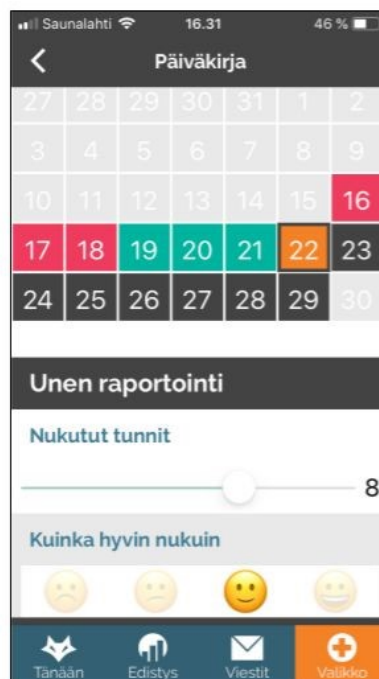 Saunalahti 16.31 46 %
Päiväkirja
27 28 29 30 31 1 2
3 4 5 6 7 8 9
10 11 12 13 14 15 16
17 18 19 20 21 22 23
24 25 26 27 28 29 30
Unen raportointi
Nukutut tunnit
8
Kuinka hyvin nukuin
Tänään Edistys Viestit Valikko